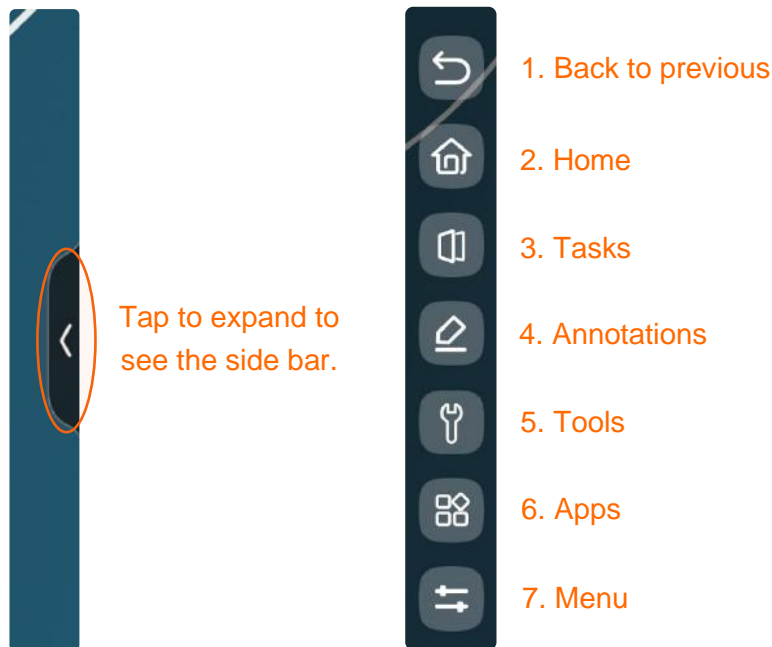 Tap to expand to
see the side bar.
1. Back to previous
2. Home
3. Tasks
4. Annotations
5. Tools
6. Apps
7. Menu